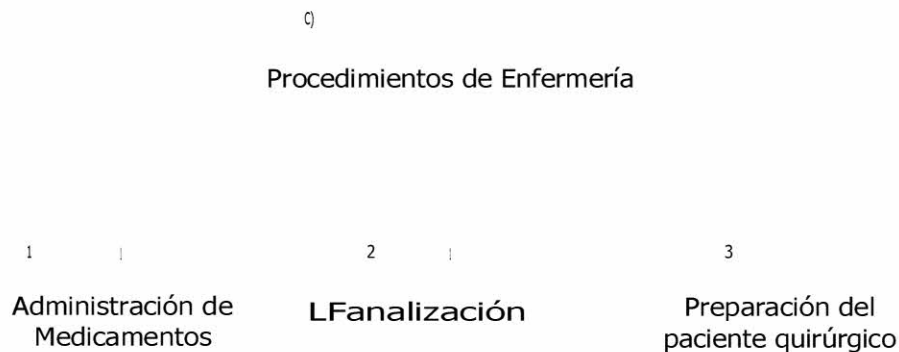 C)
Procedimientos de Enfermería
1
2
3
Administración de
Medicamentos
LFanalización
Preparación del
paciente quirúrgico